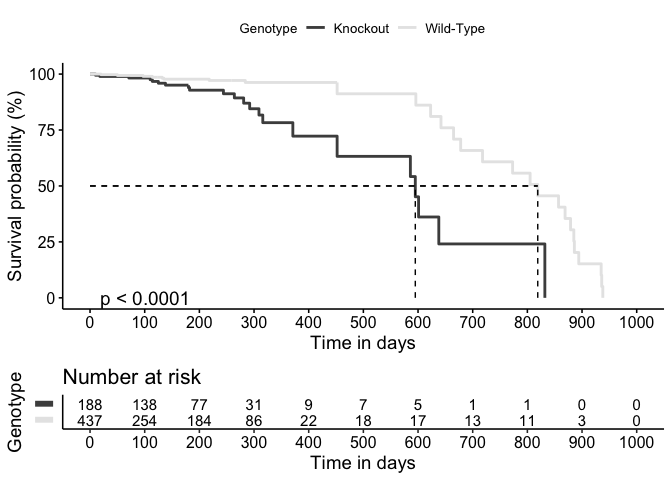 Genotype Knockout Wild-Type
Survival probability (%)
100
75
50
25
0
p < 0.0001
0 100 200 300 400 500 600 700 800 900 1000
Time in days
Number at risk
Genotype
188 138 77 31 9 7 5 1 1 0 0
437 254 184 86 22 18 17 13 11 3 0
0 100 200 300 400 500 600 700 800 900 1000
Time in days